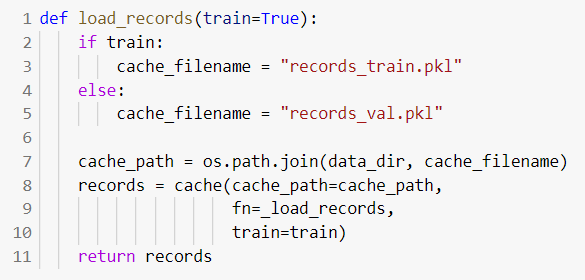 1 def load_records(train=True):
2     if train:
3         cache_filename = "records_train.pkl"
4     else:
5         cache_filename = "records_val.pkl"
6
7     cache_path = os.path.join(data_dir, cache_filename)
8     records = cache(cache_path=cache_path,
9                     fn=_load_records,
10                     train=train)
11     return records